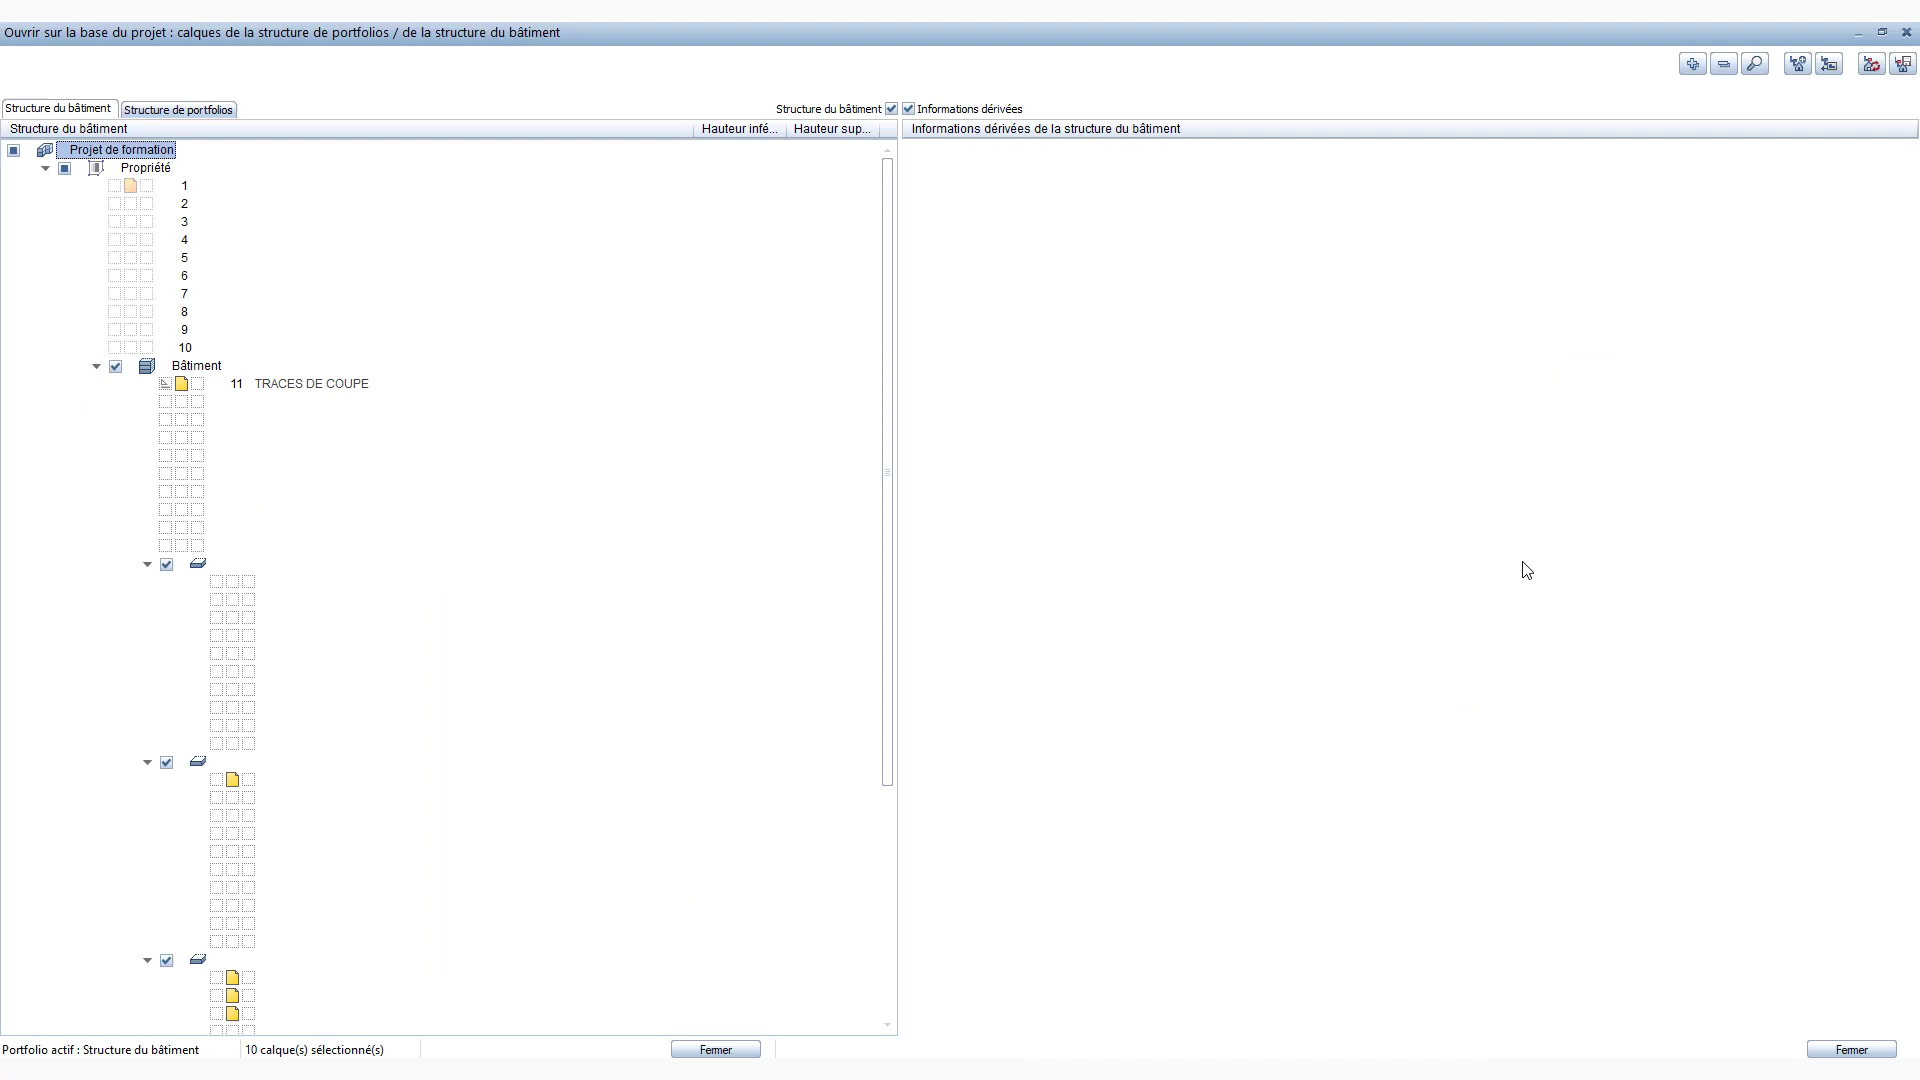 Ouvrir sur la base du projet : calques de la structure de portfolios / de la structure du bâtiment
Structure du bâtiment Structure de portfolios Structure du bâtiment Informations dérivées
Structure du bâtiment Hauteur infé... Hauteur sup... Informations dérivées de la structure du bâtiment
Projet de formation
Propriété
1
2
3
4
5
6
7
8
9
10
Bâtiment
11 TRACES DE COUPE
Portfolio actif : Structure du bâtiment 10 calque(s) sélectionné(s) Fermer Fermer